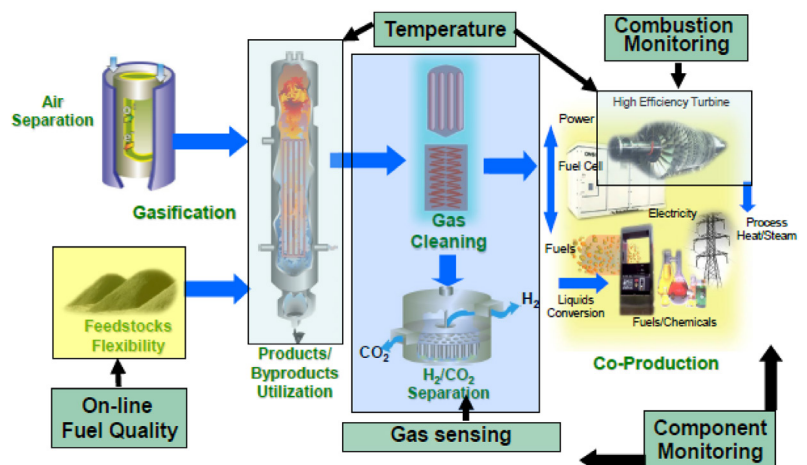 Temperature
Combustion
Monitoring
Air
Separation
High Efficiency Turbine
Power
Fuel Cell
Gasification
Gas
Cleaning
Electricity
Process
Heat/Steam
Fuels
Feedstocks
Flexibility
H2
Liquids
Conversion
Fuels/Chemicals
Products/
Byproducts
Utilization
CO2
H2/CO2
Separation
Co-Production
On-line
Fuel Quality
Gas sensing
Component
Monitoring